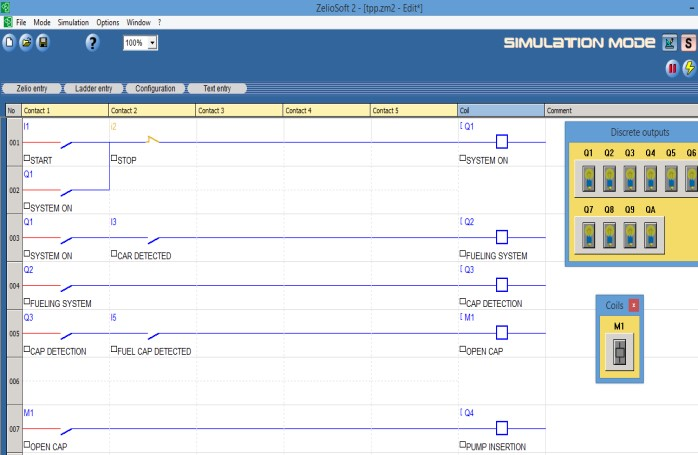 ZelioSoft 2 - [tpp.zm2 - Edit*]
File Mode Simulation Options Window ?
100% SIMULATION MODE S
Zelio entry Ladder entry Configuration Text entry
No Contact 1 Contact 2 Contact 3 Contact 4 Contact 5 Coil Comment
I1 I2 [ Q1
001
START STOP SYSTEM ON
Q1
002
SYSTEM ON
Q1 I3 [ Q2
003
SYSTEM ON CAR DETECTED FUELING SYSTEM
Q2 [ Q3
004
FUELING SYSTEM CAP DETECTION
Q3 I5 [ M1
005
CAP DETECTION FUEL CAP DETECTED OPEN CAP
006
M1 [ Q4
007
OPEN CAP PUMP INSERTION
Discrete outputs
Q1 Q2 Q3 Q4 Q5 Q6
Q7 Q8 Q9 QA
Coils x
M1